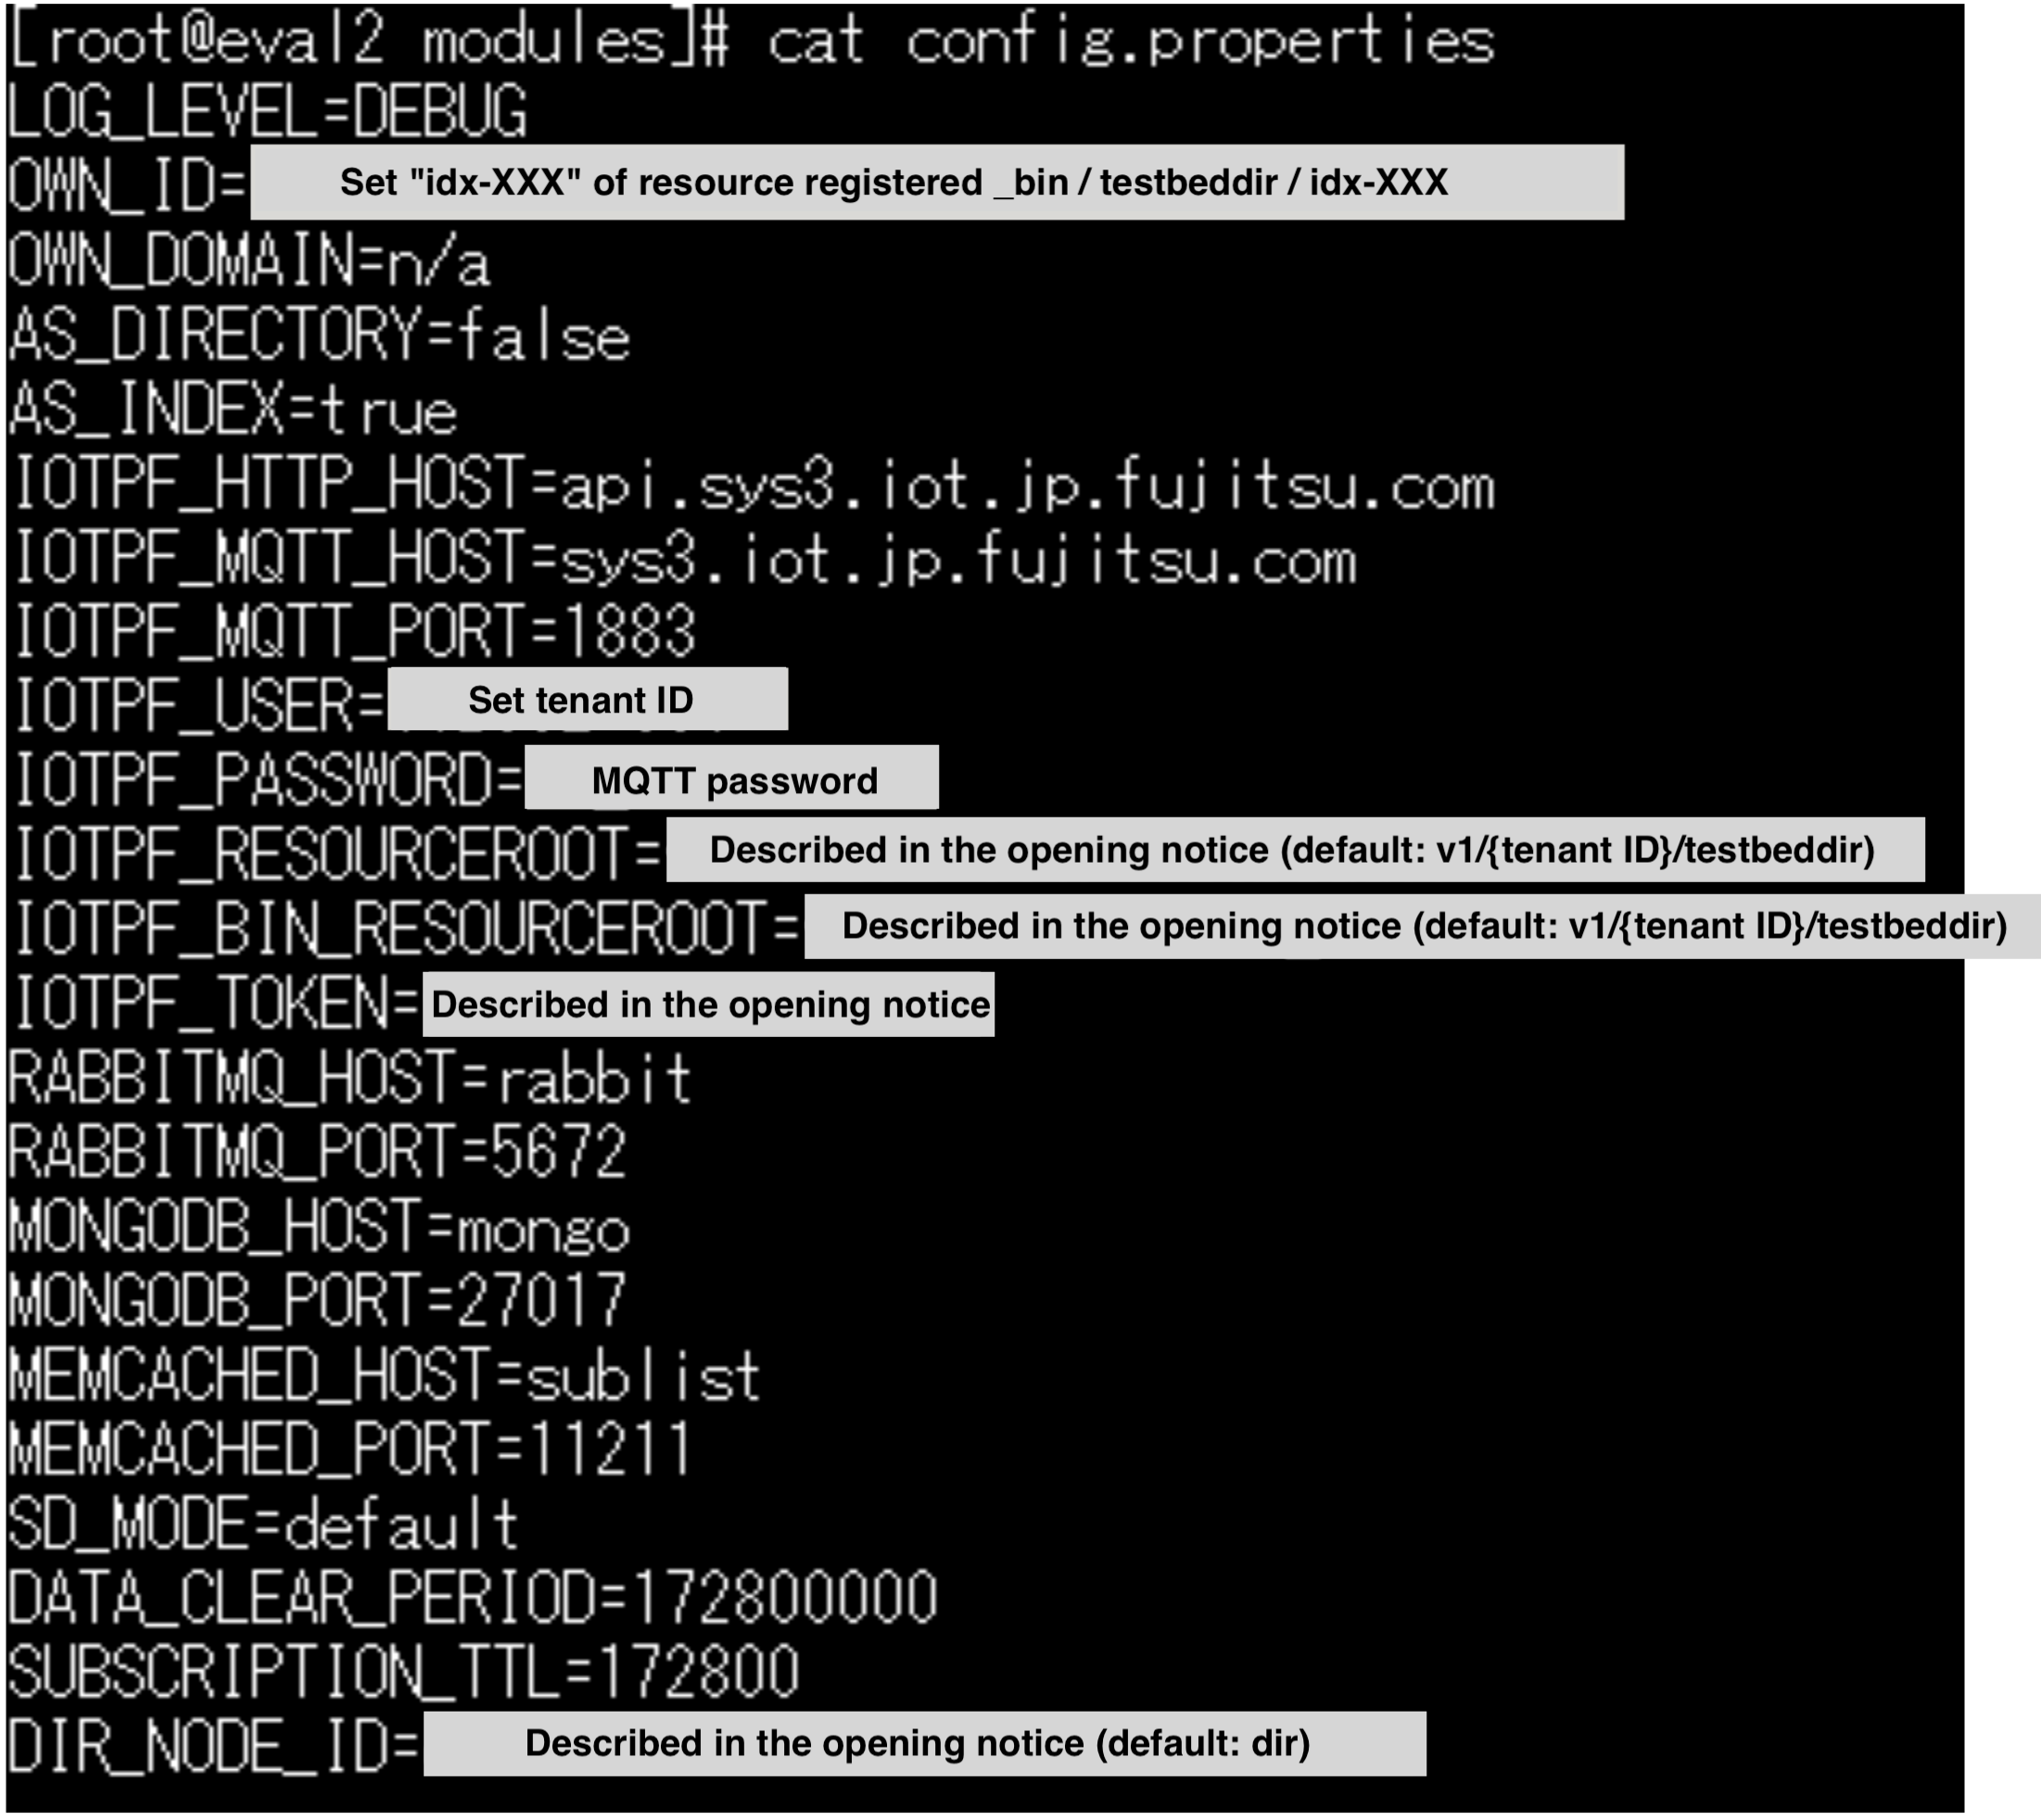 [root@eval2 modules]# cat config.properties
LOG_LEVEL=DEBUG
OWN_ID= Set "idx-XXX" of resource registered _bin / testbeddir / idx-XXX
OWN_DOMAIN=n/a
AS_DIRECTORY=false
AS_INDEX=true
IOTPF_HTTP_HOST=api.sys3.iot.jp.fujitsu.com
IOTPF_MQTT_HOST=sys3.iot.jp.fujitsu.com
IOTPF_MQTT_PORT=1883
IOTPF_USER= Set tenant ID
IOTPF_PASSWORD= MQTT password
IOTPF_RESOURCEROOT= Described in the opening notice (default: v1/{tenant ID}/testbeddir)
IOTPF_BIN_RESOURCEROOT= Described in the opening notice (default: v1/{tenant ID}/testbeddir)
IOTPF_TOKEN= Described in the opening notice
RABBITMQ_HOST=rabbit
RABBITMQ_PORT=5672
MONGODB_HOST=mongo
MONGODB_PORT=27017
MEMCACHED_HOST=sublist
MEMCACHED_PORT=11211
SD_MODE=default
DATA_CLEAR_PERIOD=172800000
SUBSCRIPTION_TTL=172800
DIR_NODE_ID= Described in the opening notice (default: dir)